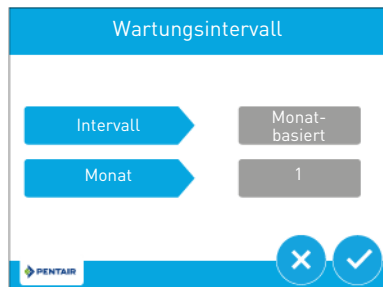 Wartungsintervall
Intervall
Monat-
basiert
Monat
1
PENTAIR